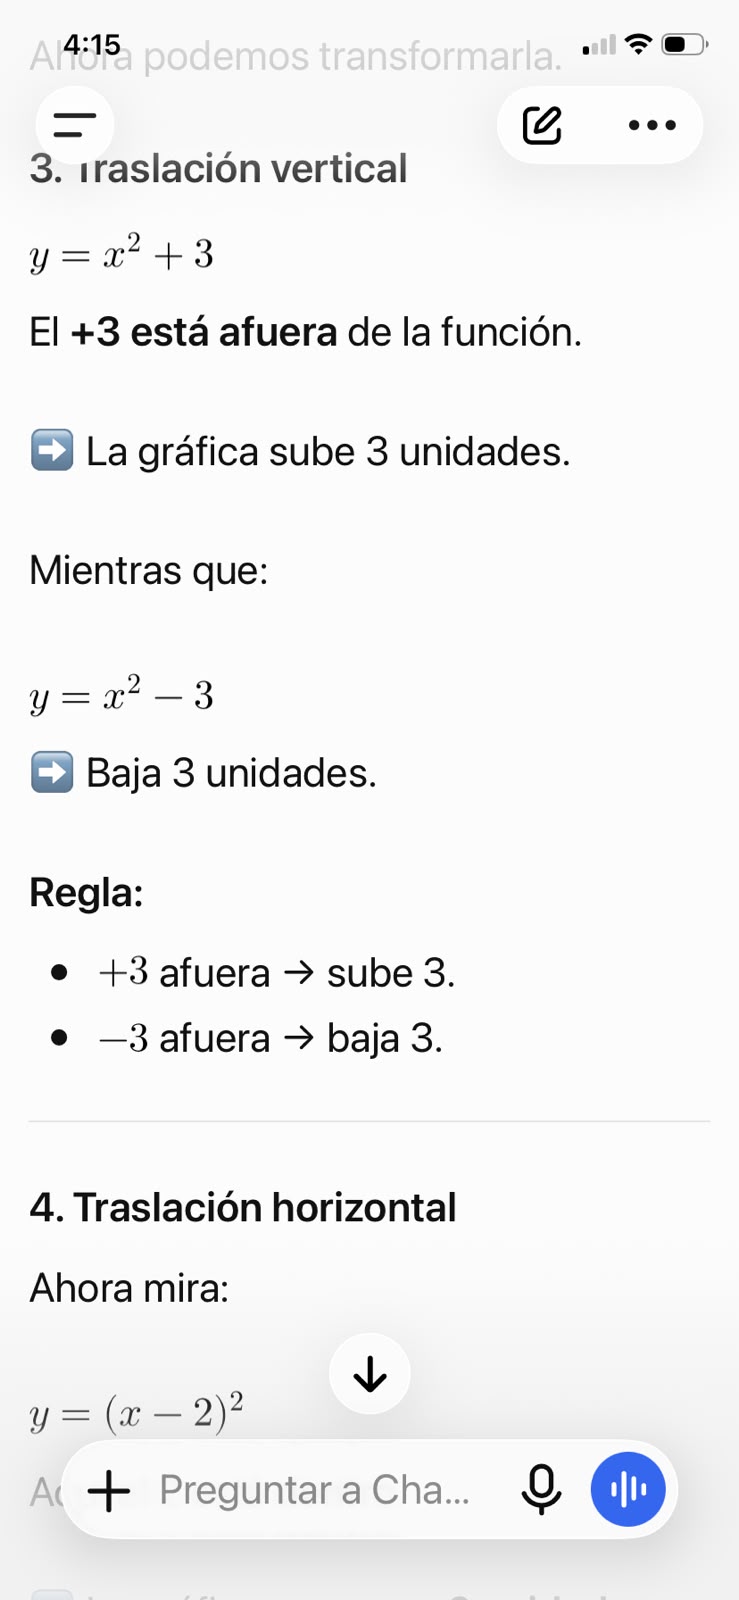 4:15
Ahora podemos transformarla.
3. Traslación vertical
y = x² + 3
El +3 está afuera de la función.
➡️ La gráfica sube 3 unidades.
Mientras que:
y = x² − 3
➡️ Baja 3 unidades.
Regla:
• +3 afuera → sube 3.
• −3 afuera → baja 3.
4. Traslación horizontal
Ahora mira:
y = (x − 2)²
Preguntar a Cha...